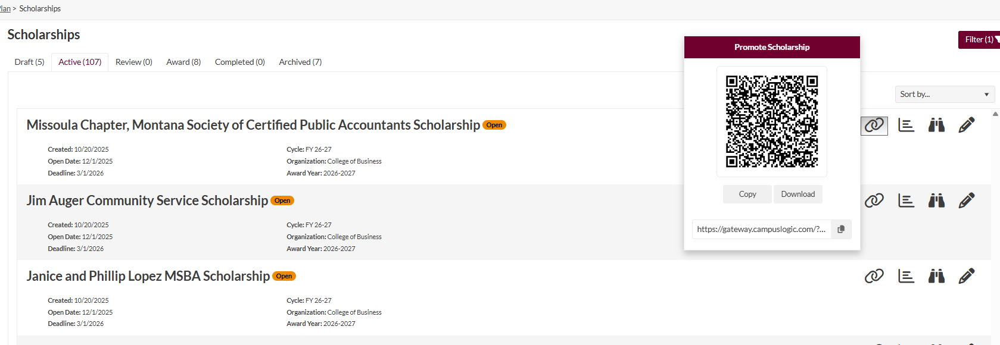 Plan > Scholarships
Scholarships
Filter (1)
Draft (5) Active (107) Review (0) Award (8) Completed (0) Archived (7)
Sort by...
Missoula Chapter, Montana Society of Certified Public Accountants Scholarship Open
Created: 10/20/2025 Cycle: FY 26-27
Open Date: 12/1/2025 Organization: College of Business
Deadline: 3/1/2026 Award Year: 2026-2027
Jim Auger Community Service Scholarship Open
Created: 10/20/2025 Cycle: FY 26-27
Open Date: 12/1/2025 Organization: College of Business
Deadline: 3/1/2026 Award Year: 2026-2027
Janice and Phillip Lopez MSBA Scholarship Open
Created: 10/20/2025 Cycle: FY 26-27
Open Date: 12/1/2025 Organization: College of Business
Deadline: 3/1/2026 Award Year: 2026-2027
Promote Scholarship
Copy Download
https://gateway.campuslogic.com/?...